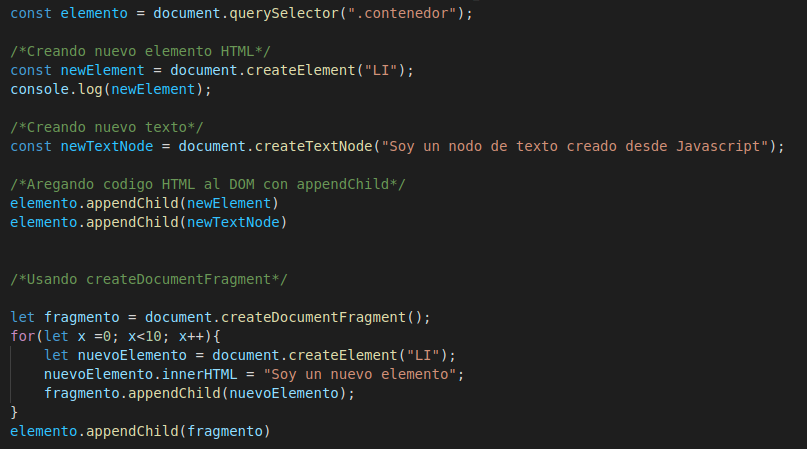 const elemento = document.querySelector(".contenedor");
/*Creando nuevo elemento HTML*/
const newElement = document.createElement("LI");
console.log(newElement);
/*Creando nuevo texto*/
const newTextNode = document.createTextNode("Soy un nodo de texto creado desde Javascript");
/*Aregando codigo HTML al DOM con appendChild*/
elemento.appendChild(newElement)
elemento.appendChild(newTextNode)
/*Usando createDocumentFragment*/
let fragmento = document.createDocumentFragment();
for(let x =0; x<10; x++){
    let nuevoElemento = document.createElement("LI");
    nuevoElemento.innerHTML = "Soy un nuevo elemento";
    fragmento.appendChild(nuevoElemento);
}
elemento.appendChild(fragmento)